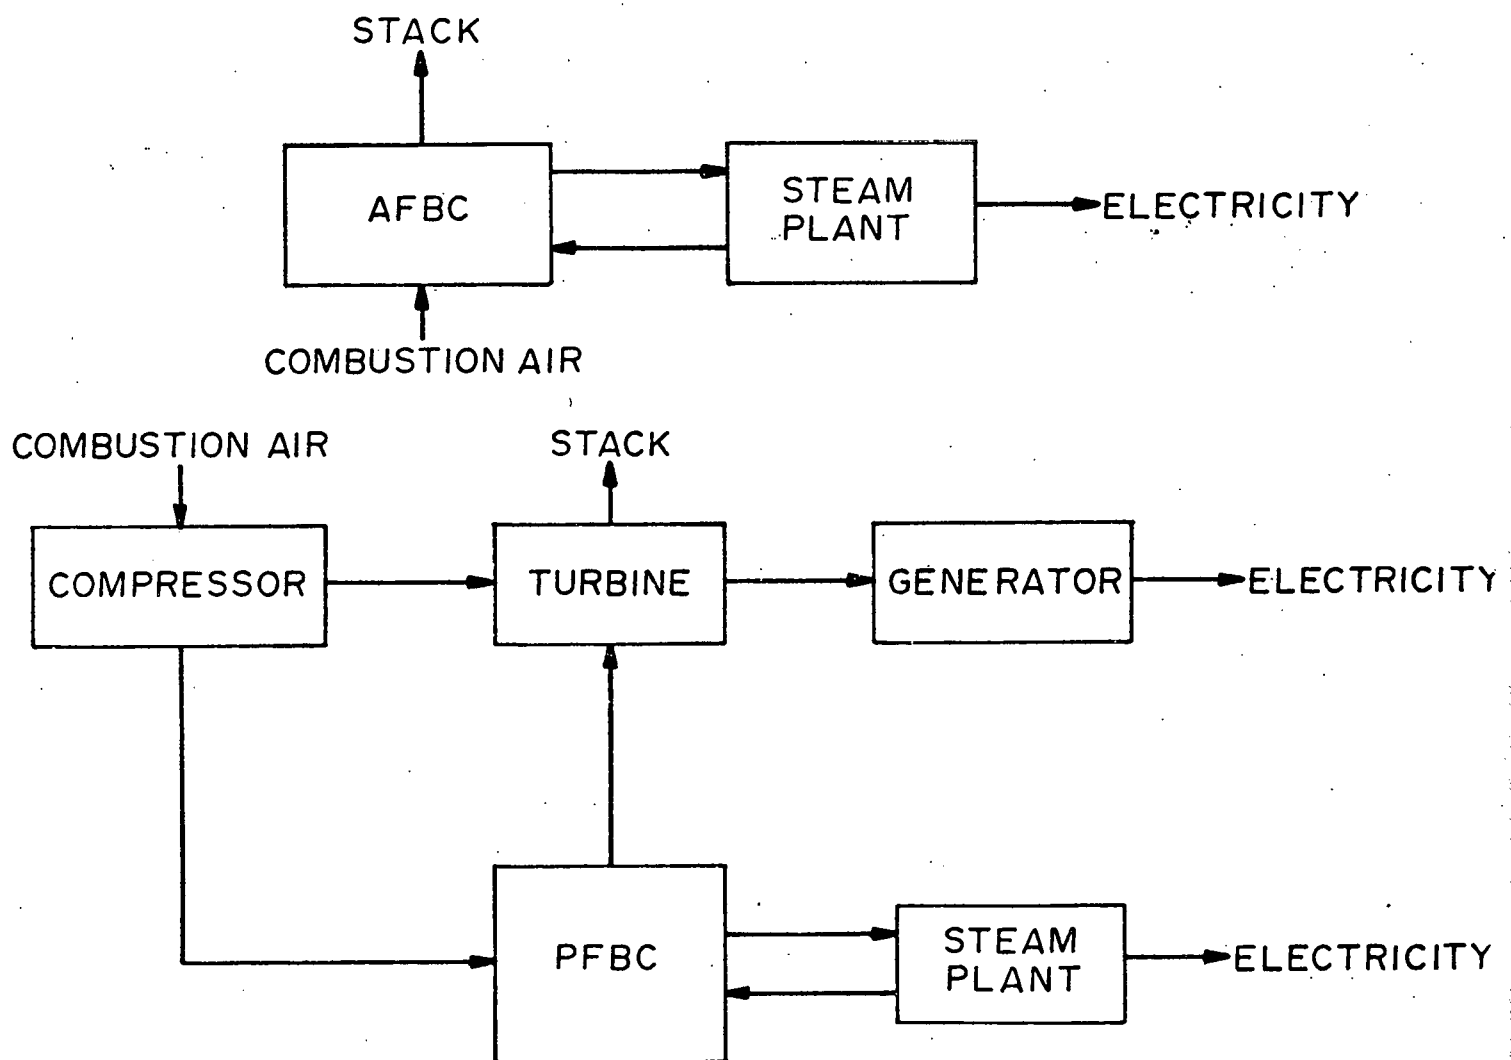 STACK
AFBC
STEAM
PLANT
ELECTRICITY
COMBUSTION AIR
COMBUSTION AIR
STACK
COMPRESSOR
TURBINE
GENERATOR
ELECTRICITY
PFBC
STEAM
PLANT
ELECTRICITY